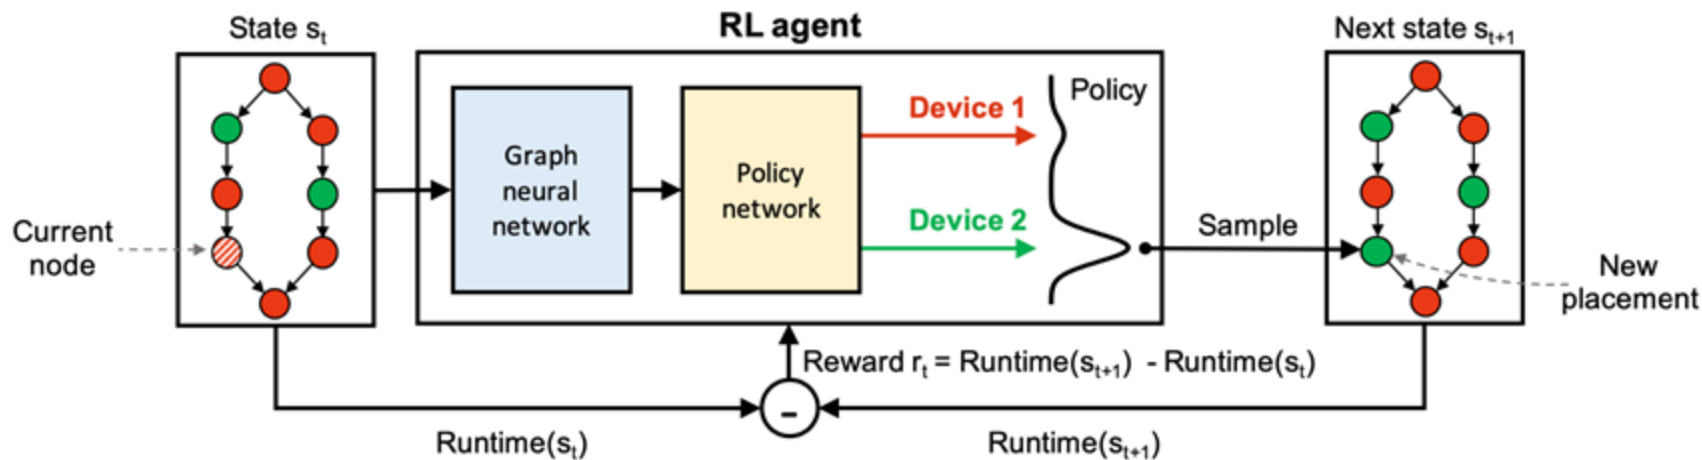 State sₜ
RL agent
Next state sₜ₊₁
Graph
neural
network
Policy
network
Device 1
Device 2
Policy
Sample
Current
node
New
placement
Reward rₜ = Runtime(sₜ₊₁) - Runtime(sₜ)
-
Runtime(sₜ)
Runtime(sₜ₊₁)